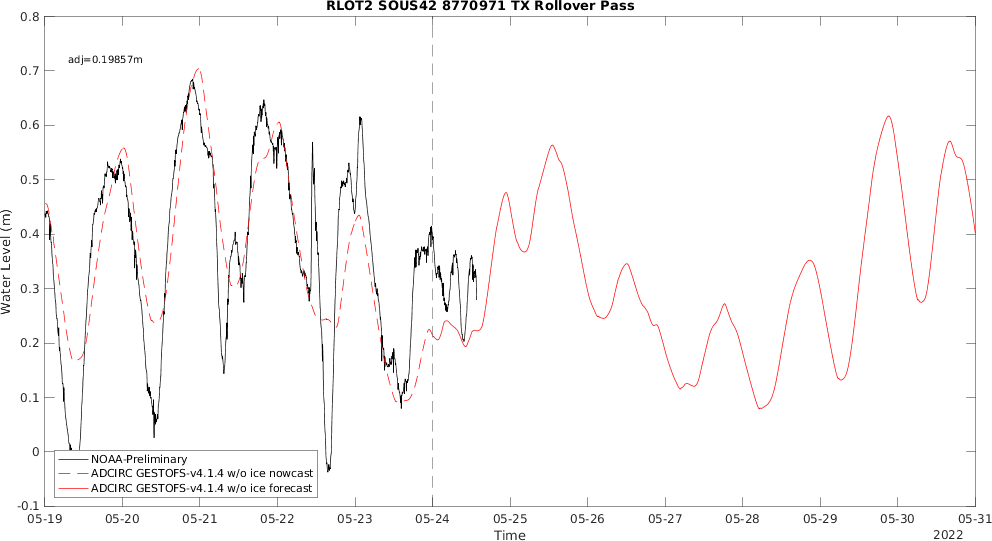 RLOT2 SOUS42 8770971 TX Rollover Pass
adj=0.19857m
Water Level (m)
0.8
0.7
0.6
0.5
0.4
0.3
0.2
0.1
0
-0.1
NOAA-Preliminary
ADCIRC GESTOFS-v4.1.4 w/o ice nowcast
ADCIRC GESTOFS-v4.1.4 w/o ice forecast
05-19 05-20 05-21 05-22 05-23 05-24 05-25 05-26 05-27 05-28 05-29 05-30 05-31
Time
2022